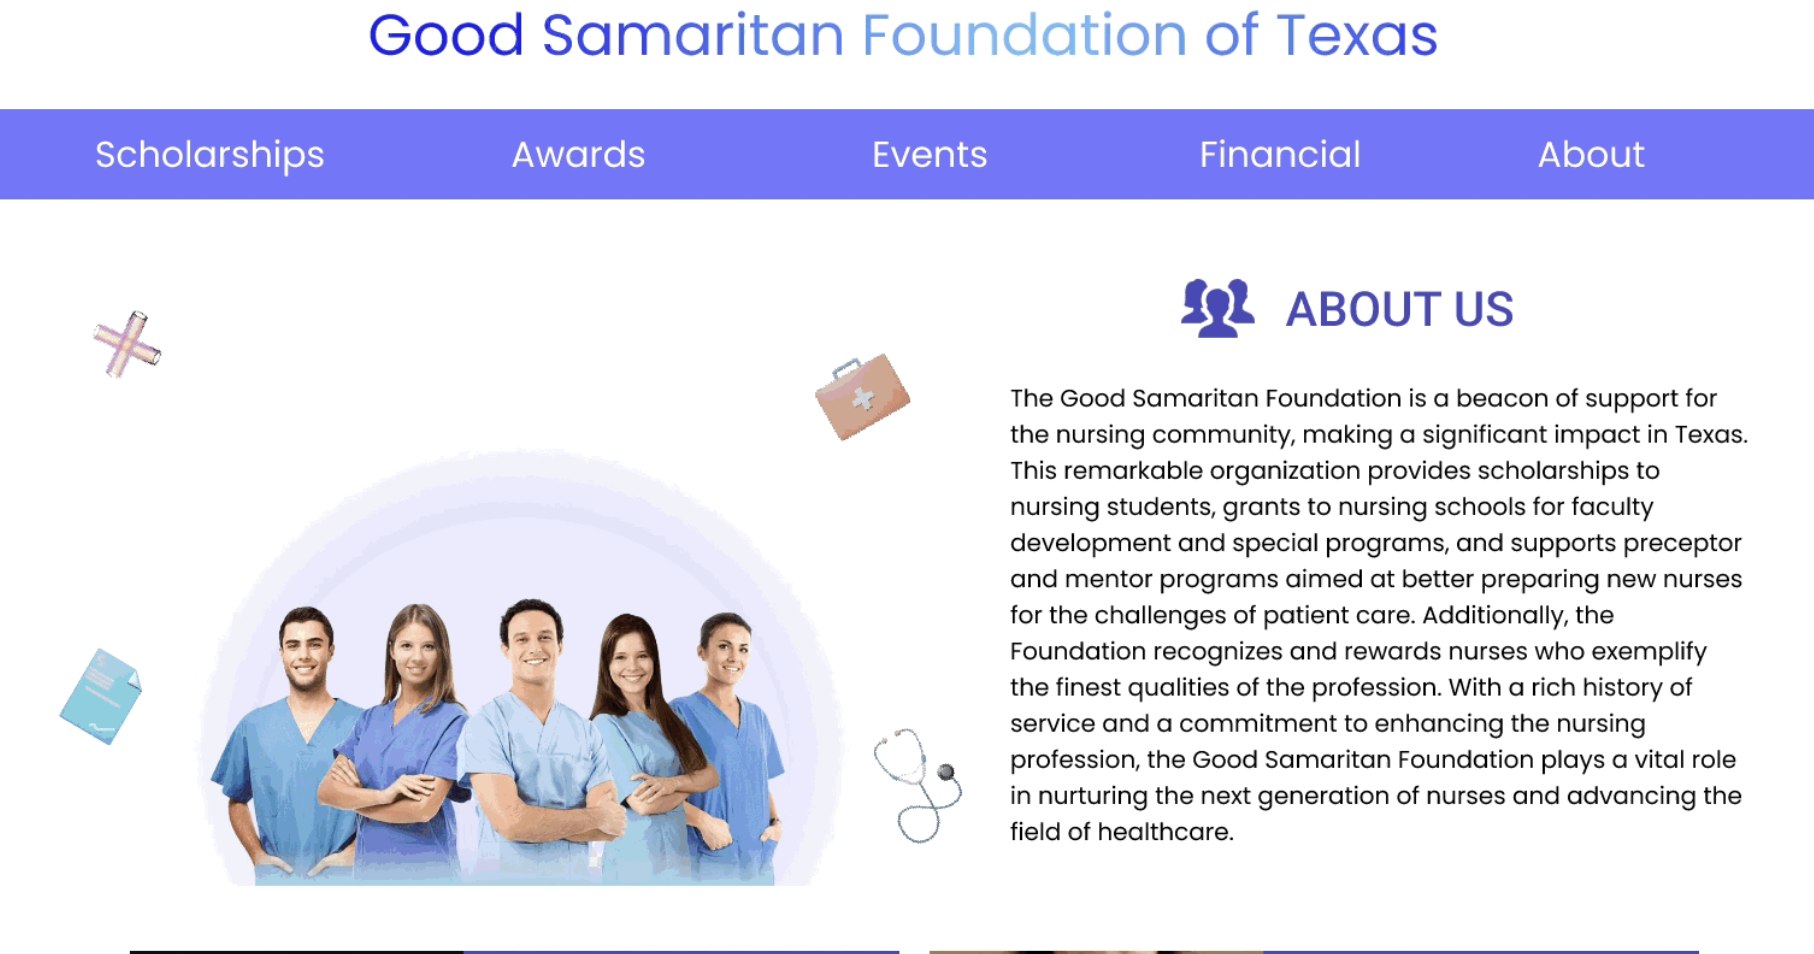 Good Samaritan Foundation of Texas
Scholarships Awards Events Financial About
ABOUT US
The Good Samaritan Foundation is a beacon of support for
the nursing community, making a significant impact in Texas.
This remarkable organization provides scholarships to
nursing students, grants to nursing schools for faculty
development and special programs, and supports preceptor
and mentor programs aimed at better preparing new nurses
for the challenges of patient care. Additionally, the
Foundation recognizes and rewards nurses who exemplify
the finest qualities of the profession. With a rich history of
service and a commitment to enhancing the nursing
profession, the Good Samaritan Foundation plays a vital role
in nurturing the next generation of nurses and advancing the
field of healthcare.